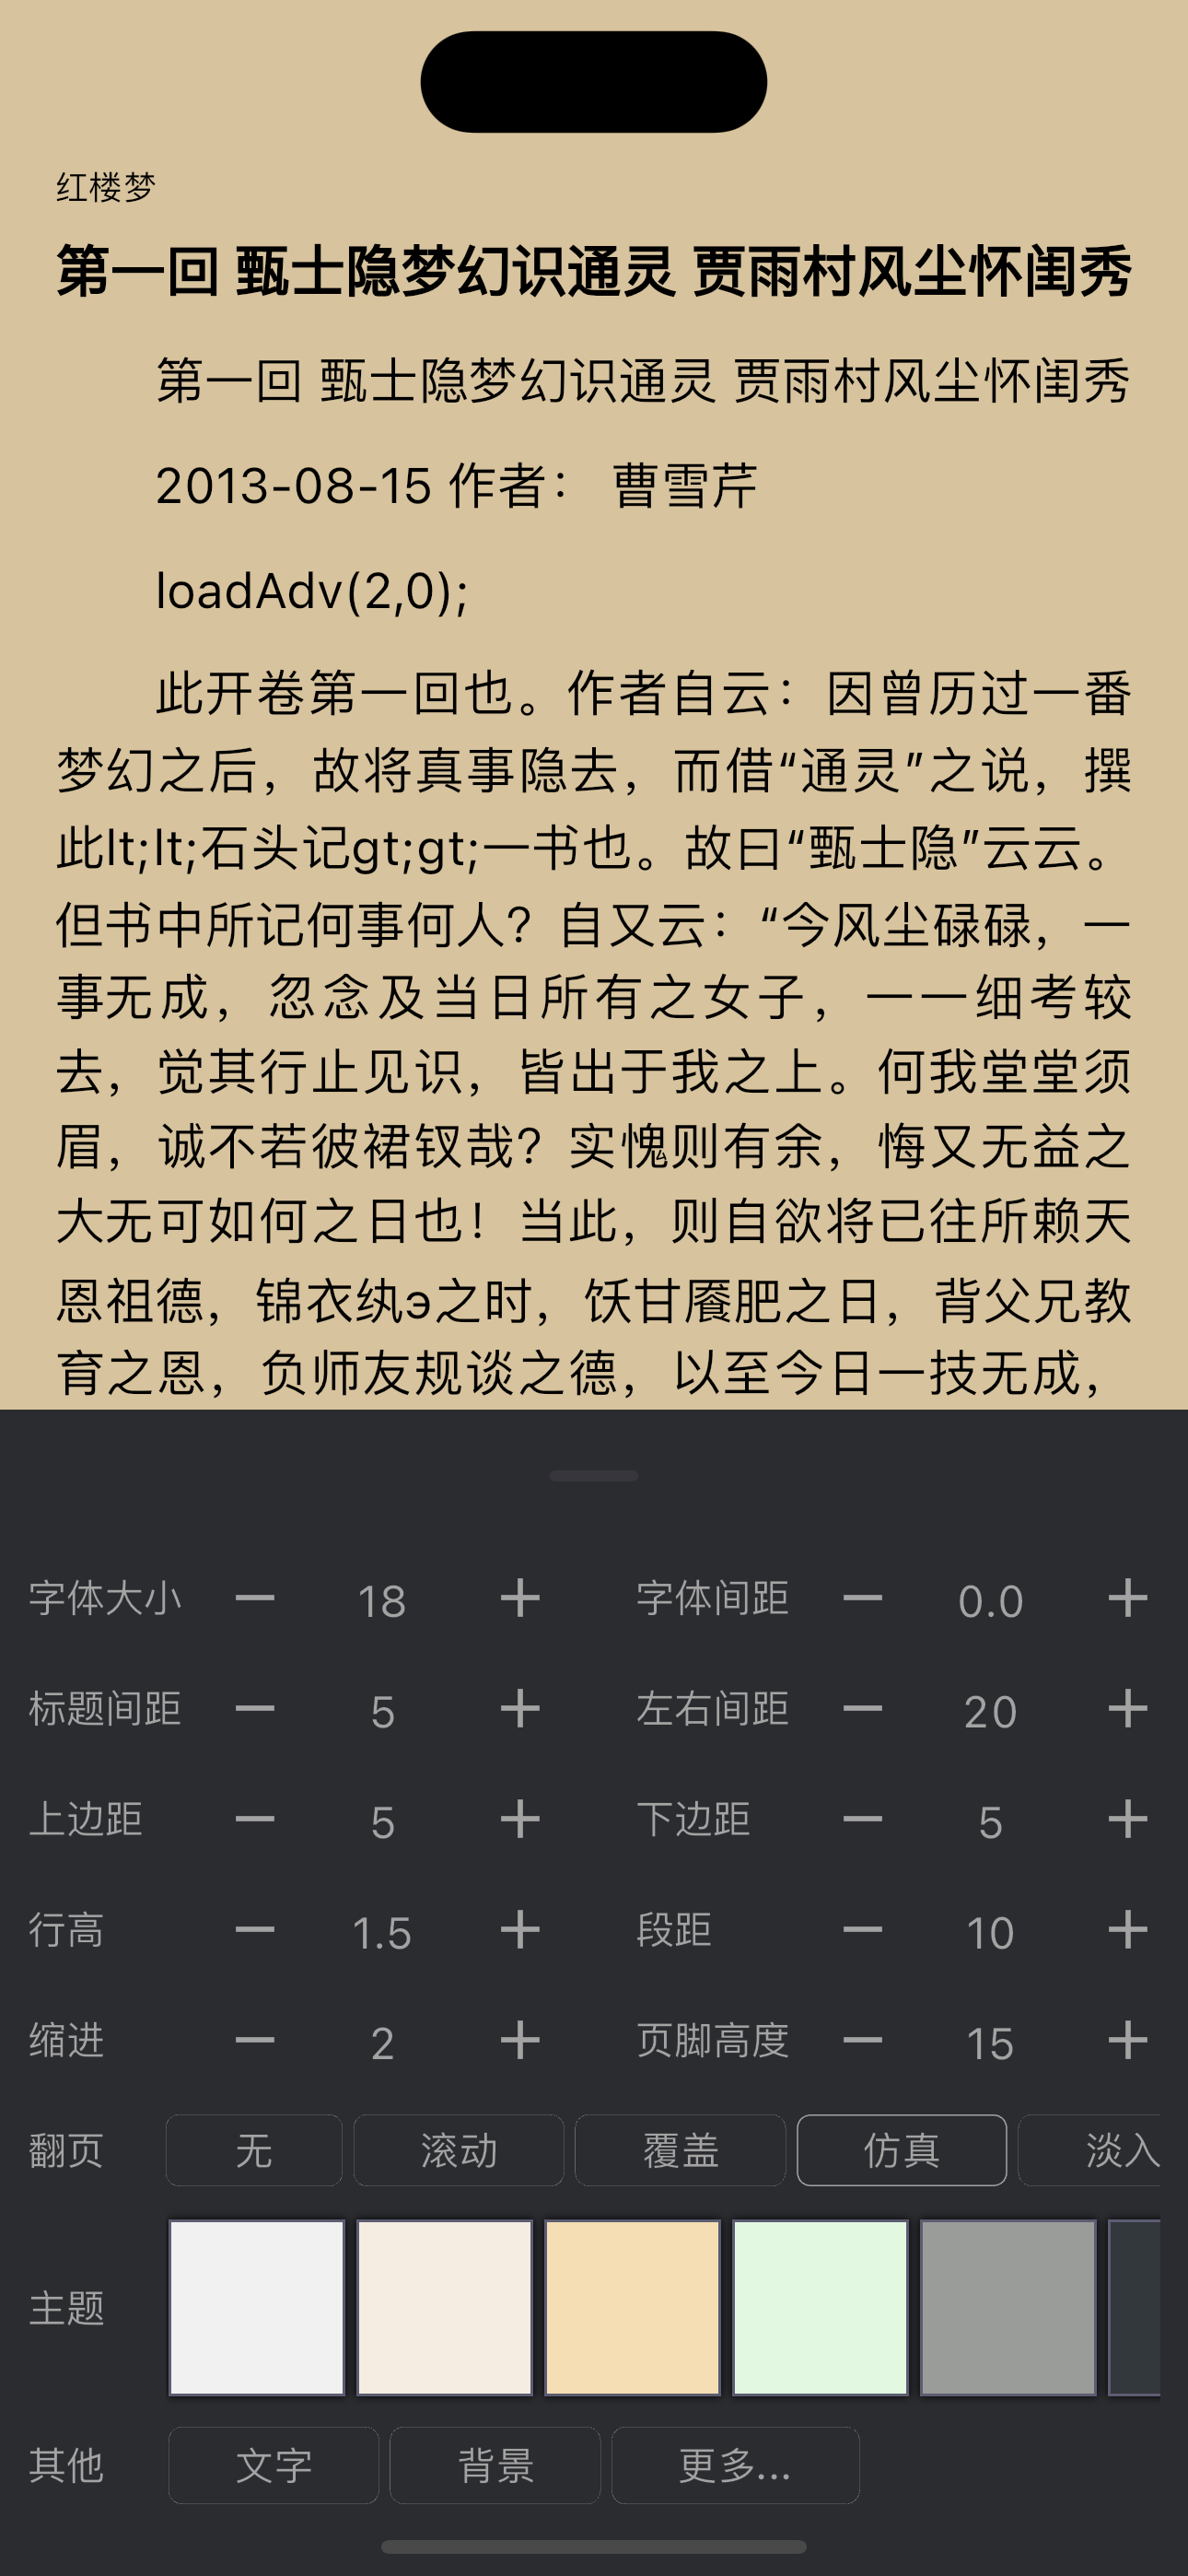 红楼梦
第一回 甄士隐梦幻识通灵 贾雨村风尘怀闺秀
第一回 甄士隐梦幻识通灵 贾雨村风尘怀闺秀
2013-08-15 作者： 曹雪芹
loadAdv(2,0);
此开卷第一回也。作者自云：因曾历过一番
梦幻之后，故将真事隐去，而借“通灵”之说，撰
此lt;lt;石头记gt;gt;一书也。故曰“甄士隐”云云。
但书中所记何事何人？自又云：“今风尘碌碌，一
事无成，忽念及当日所有之女子，一一细考较
去，觉其行止见识，皆出于我之上。何我堂堂须
眉，诚不若彼裙钗哉？实愧则有余，悔又无益之
大无可如何之日也！当此，则自欲将已往所赖天
恩祖德，锦衣纨э之时，饫甘餍肥之日，背父兄教
育之恩，负师友规谈之德，以至今日一技无成，
字体大小 — 18 + 字体间距 — 0.0 +
标题间距 — 5 + 左右间距 — 20 +
上边距 — 5 + 下边距 — 5 +
行高 — 1.5 + 段距 — 10 +
缩进 — 2 + 页脚高度 — 15 +
翻页 无 滚动 覆盖 仿真 淡入
主题
其他 文字 背景 更多...